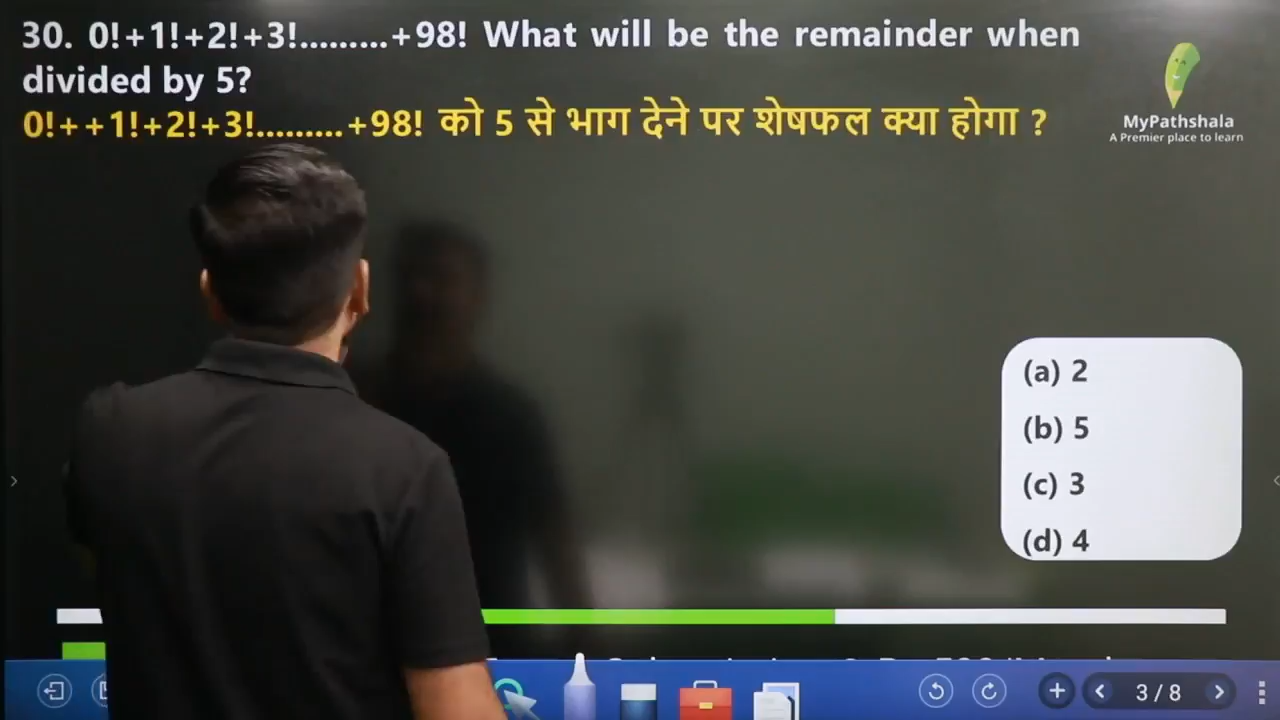 30. 0!+1!+2!+3!.........+98! What will be the remainder when
divided by 5?
0!++1!+2!+3!.........+98! को 5 से भाग देने पर शेषफल क्या होगा ?
MyPathshala
A Premier place to learn
(a) 2
(b) 5
(c) 3
(d) 4
3 / 8